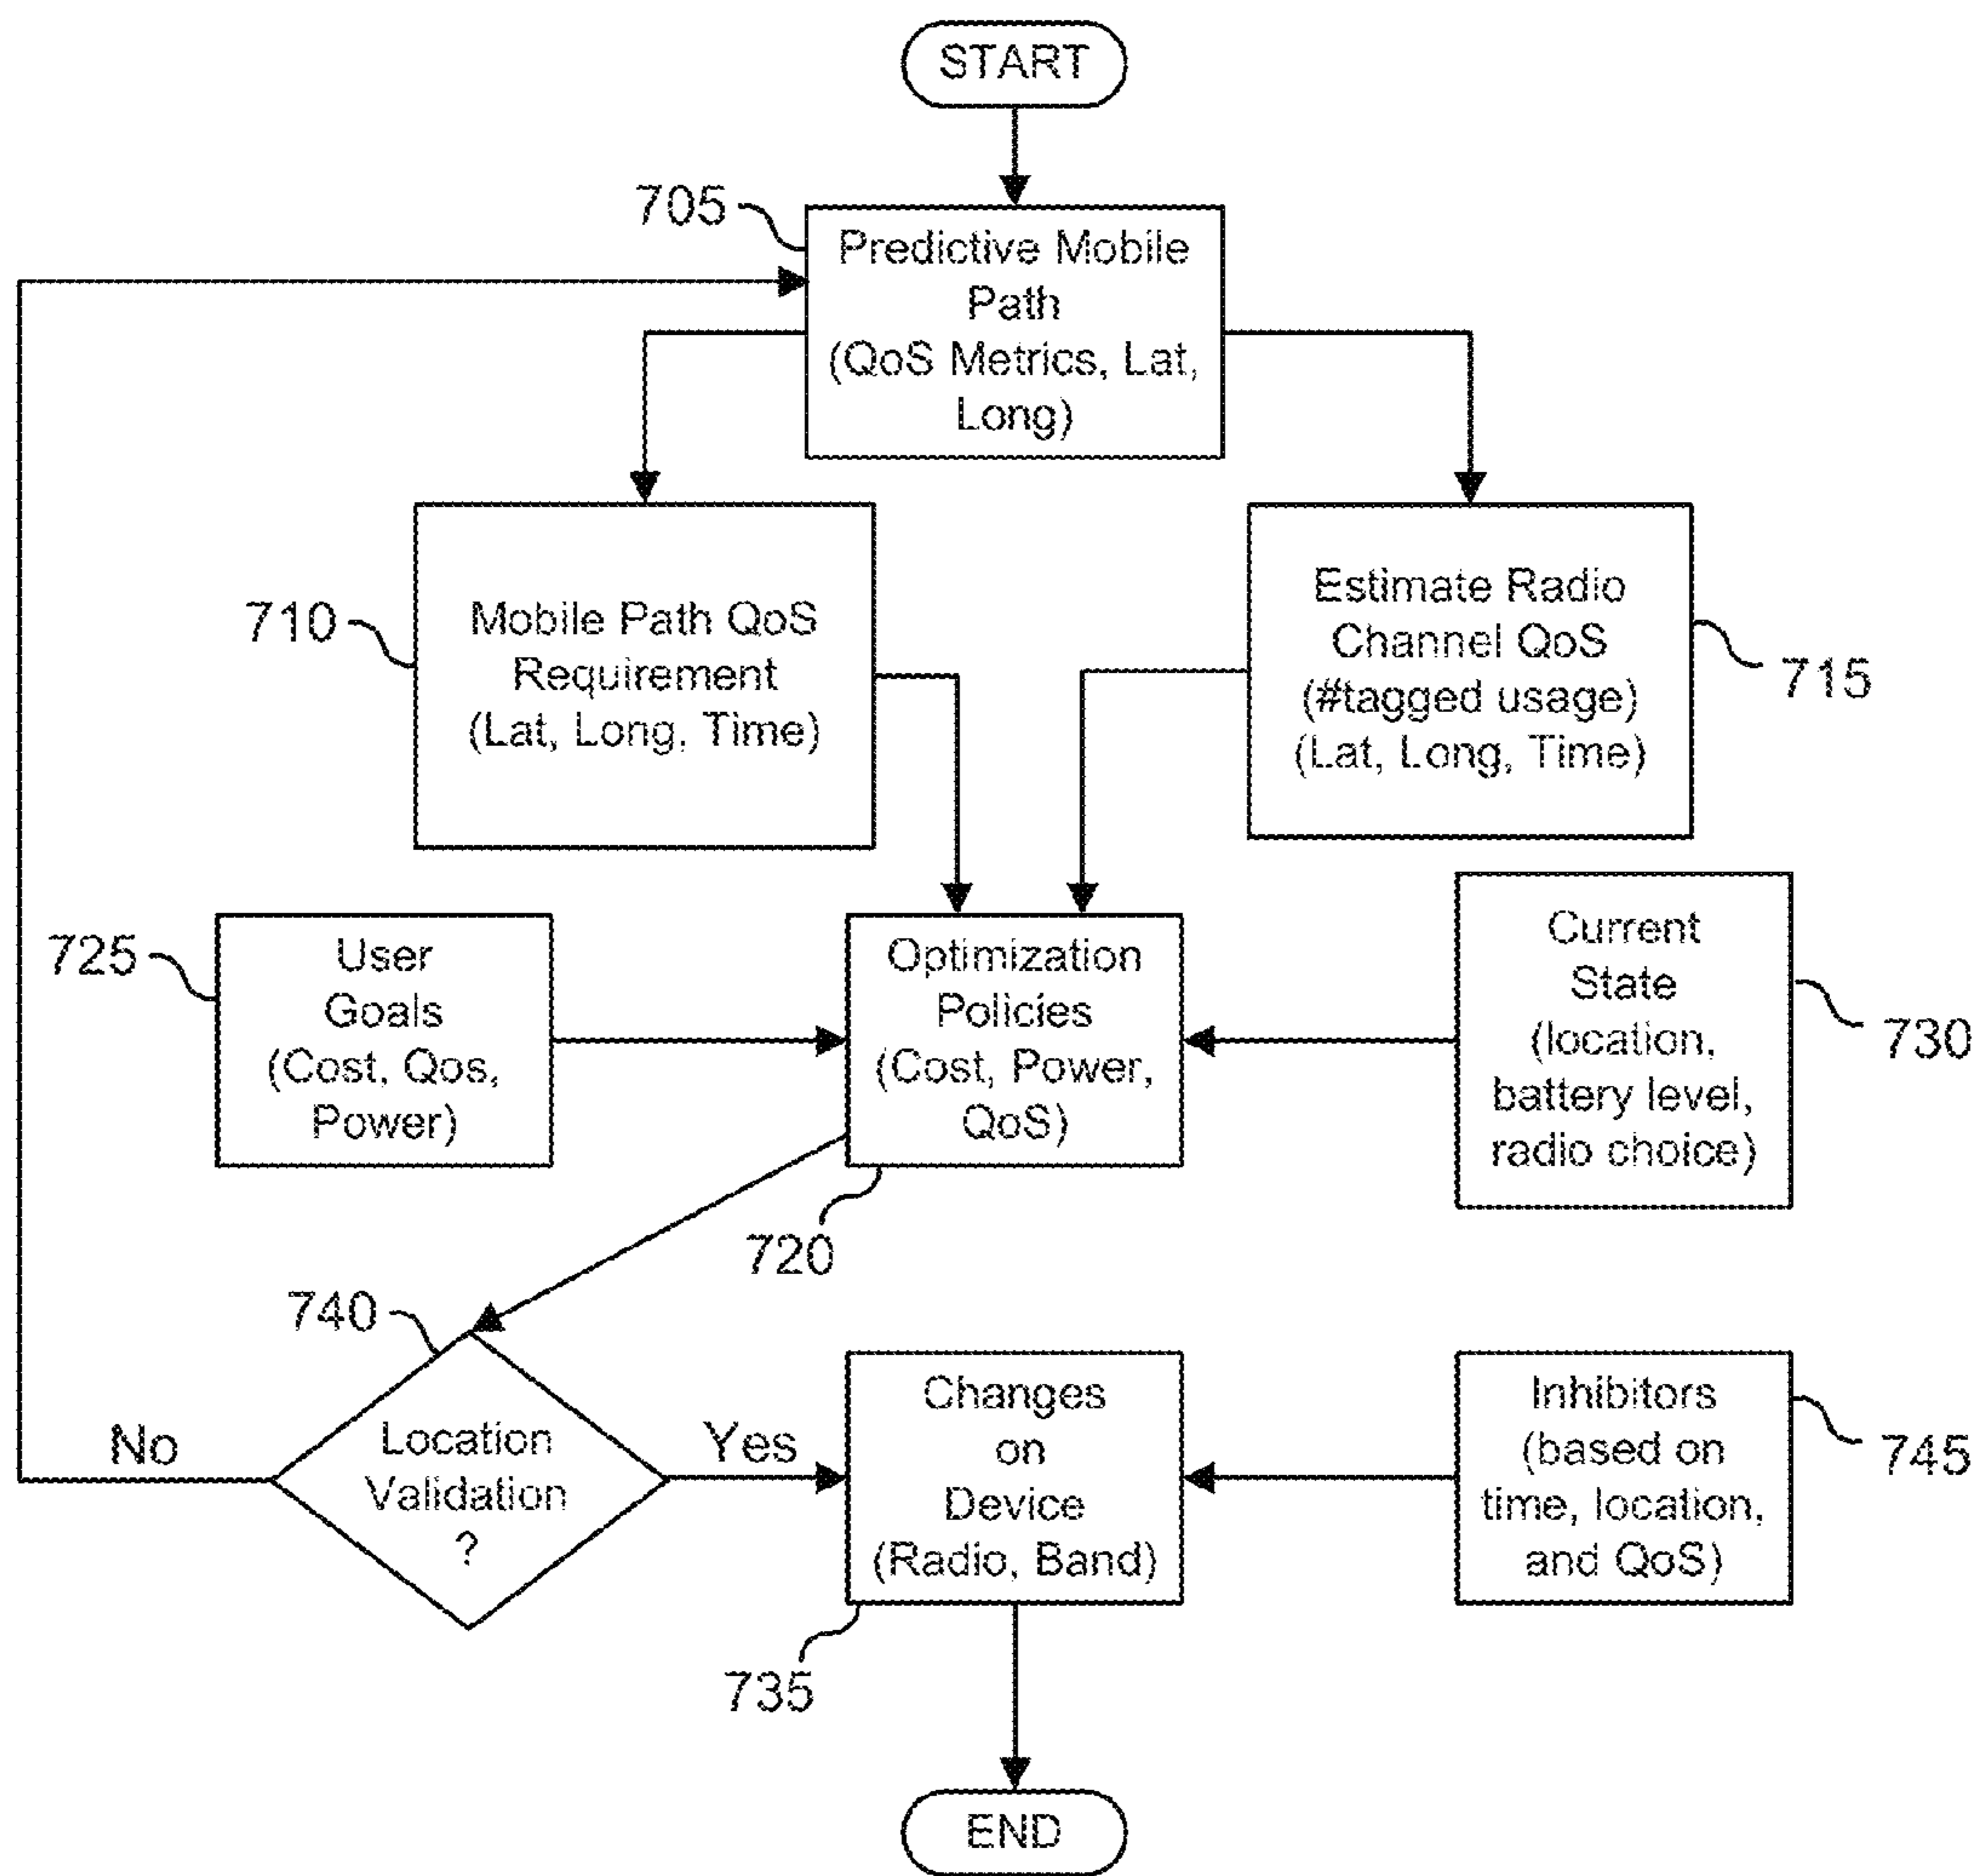 START
705
Predictive Mobile
Path
(QoS Metrics, Lat,
Long)
710
Mobile Path QoS
Requirement
(Lat, Long, Time)
Estimate Radio
Channel QoS
(#tagged usage)
(Lat, Long, Time)
715
725
User
Goals
(Cost, Qos,
Power)
Optimization
Policies
(Cost, Power,
QoS)
720
Current
State
(location,
battery level,
radio choice)
730
740
Location
Validation
?
No
Yes
Changes
on
Device
(Radio, Band)
735
Inhibitors
(based on
time, location,
and QoS)
745
END